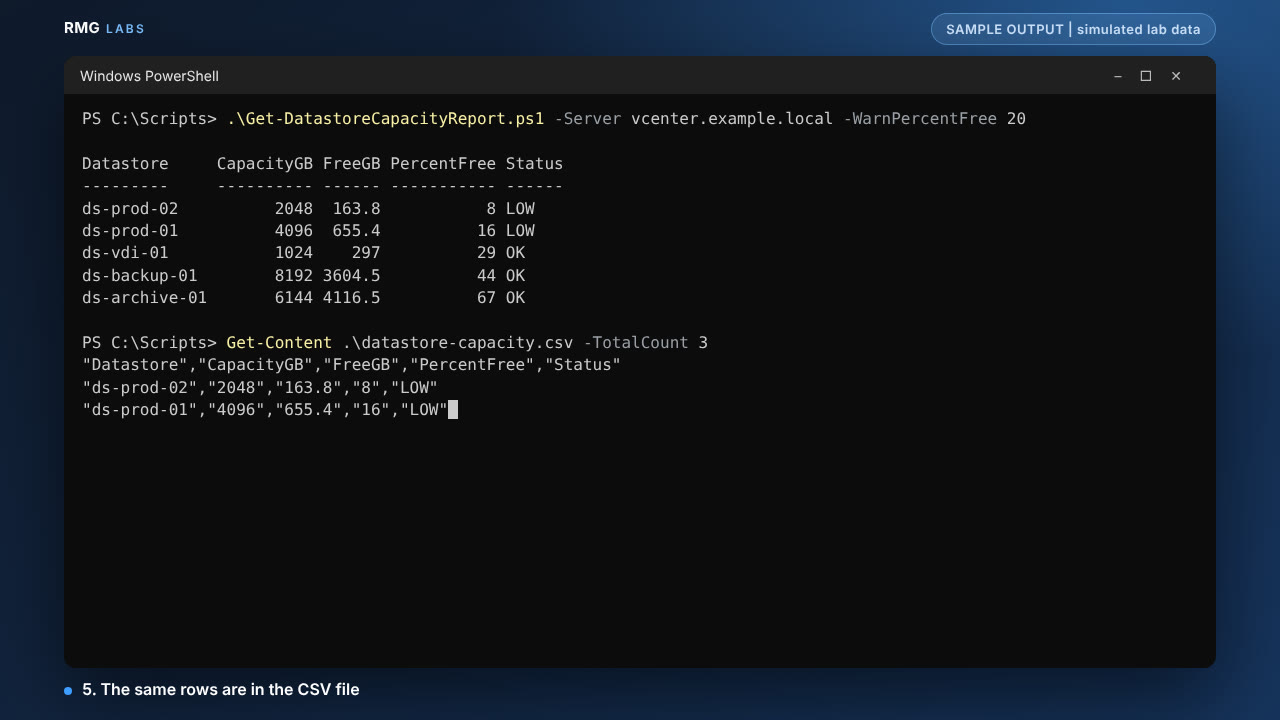 RMG LABS
SAMPLE OUTPUT | simulated lab data
Windows PowerShell
PS C:\Scripts> .\Get-DatastoreCapacityReport.ps1 -Server vcenter.example.local -WarnPercentFree 20
Datastore     CapacityGB FreeGB PercentFree Status
---------     ---------- ------ ----------- ------
ds-prod-02          2048  163.8           8 LOW
ds-prod-01          4096  655.4          16 LOW
ds-vdi-01           1024    297          29 OK
ds-backup-01        8192 3604.5          44 OK
ds-archive-01       6144 4116.5          67 OK
PS C:\Scripts> Get-Content .\datastore-capacity.csv -TotalCount 3
"Datastore","CapacityGB","FreeGB","PercentFree","Status"
"ds-prod-02","2048","163.8","8","LOW"
"ds-prod-01","4096","655.4","16","LOW"
5. The same rows are in the CSV file